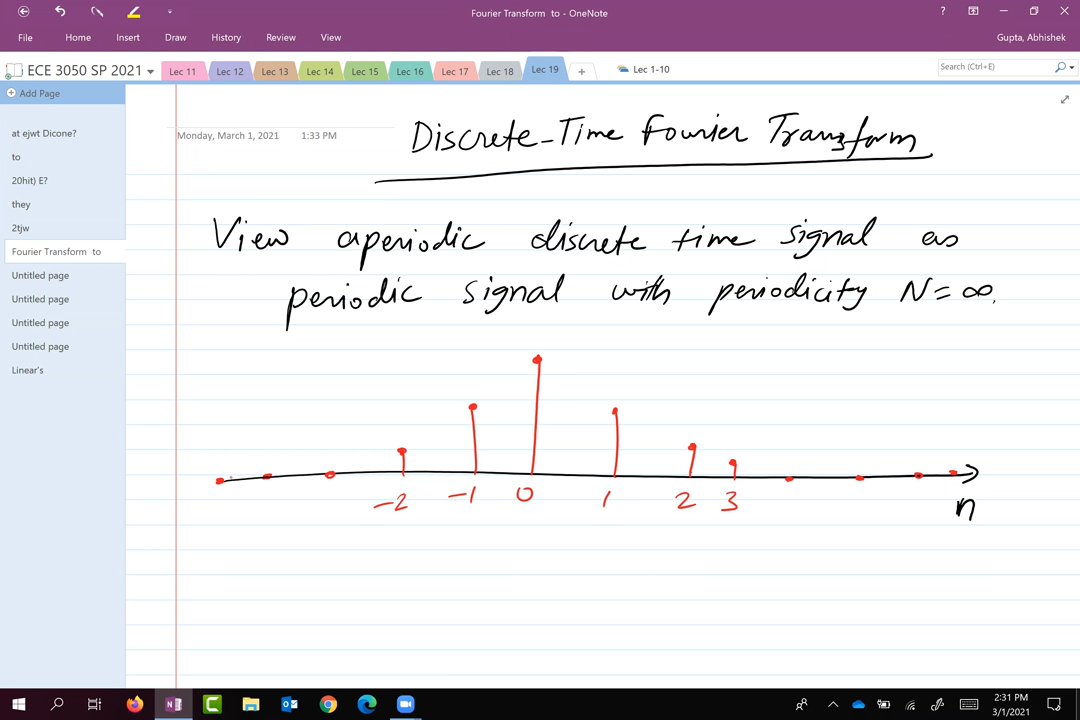 Fourier Transform to - OneNote
?
File Home Insert Draw History Review View
Gupta, Abhishek
ECE 3050 SP 2021
Lec 11 Lec 12 Lec 13 Lec 14 Lec 15 Lec 16 Lec 17 Lec 18 Lec 19 + Lec 1-10
Search (Ctrl+E)
Add Page
at ejwt Dicone?
to
20hit) E?
they
2tjw
Fourier Transform to
Untitled page
Untitled page
Untitled page
Untitled page
Linear's
Monday, March 1, 2021 1:33 PM
Discrete-Time Fourier Transform
View aperiodic discrete time signal as
periodic signal with periodicity N=∞.
-2 -1 0 1 2 3
n
2:31 PM
3/1/2021